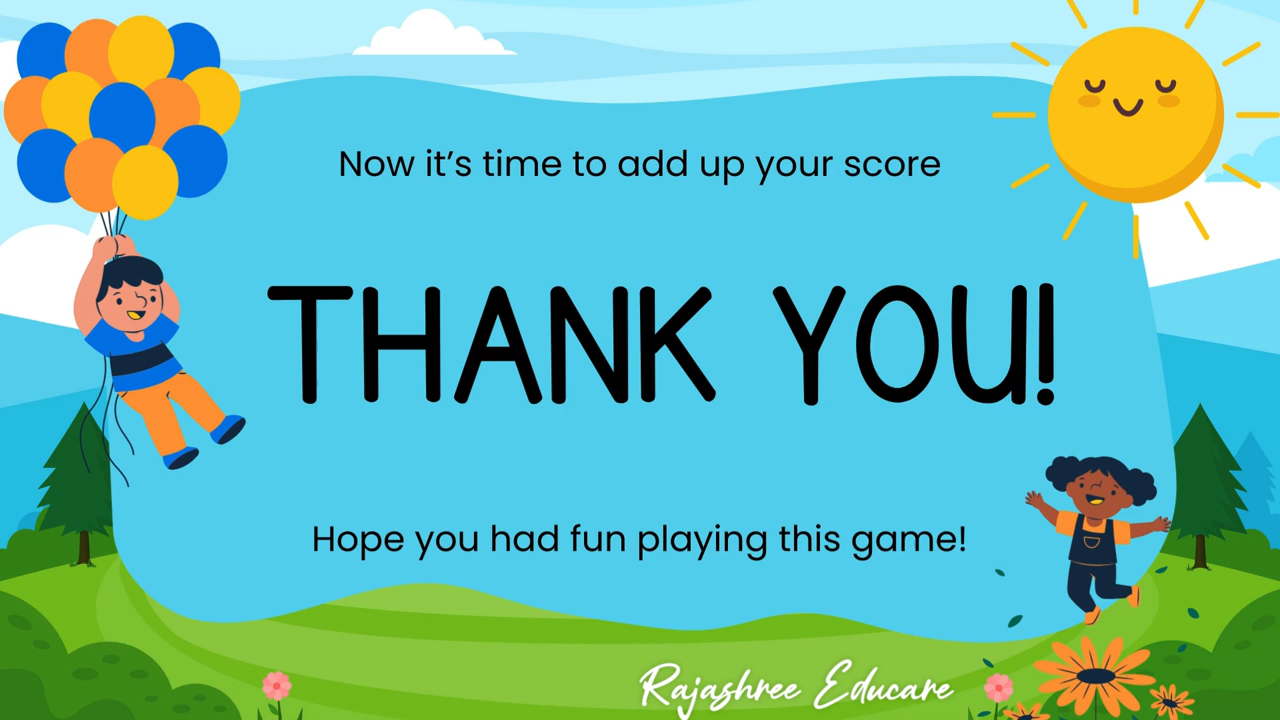 Now it’s time to add up your score
THANK YOU!
Hope you had fun playing this game!
Rajashree Educare